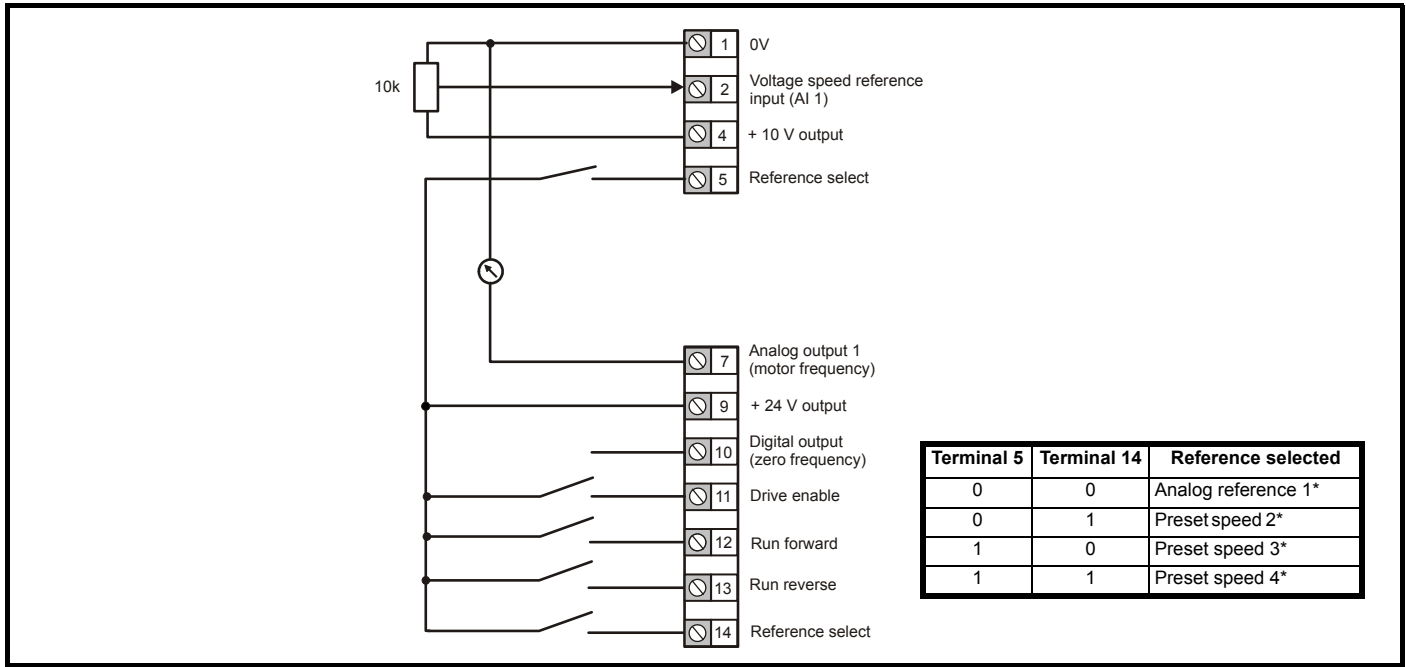 1 0V
10k
2 Voltage speed reference
input (AI 1)
4 + 10 V output
5 Reference select
7 Analog output 1
(motor frequency)
9 + 24 V output
10 Digital output
(zero frequency)
11 Drive enable
12 Run forward
13 Run reverse
14 Reference select
Terminal 5 Terminal 14 Reference selected
0 0 Analog reference 1*
0 1 Preset speed 2*
1 0 Preset speed 3*
1 1 Preset speed 4*